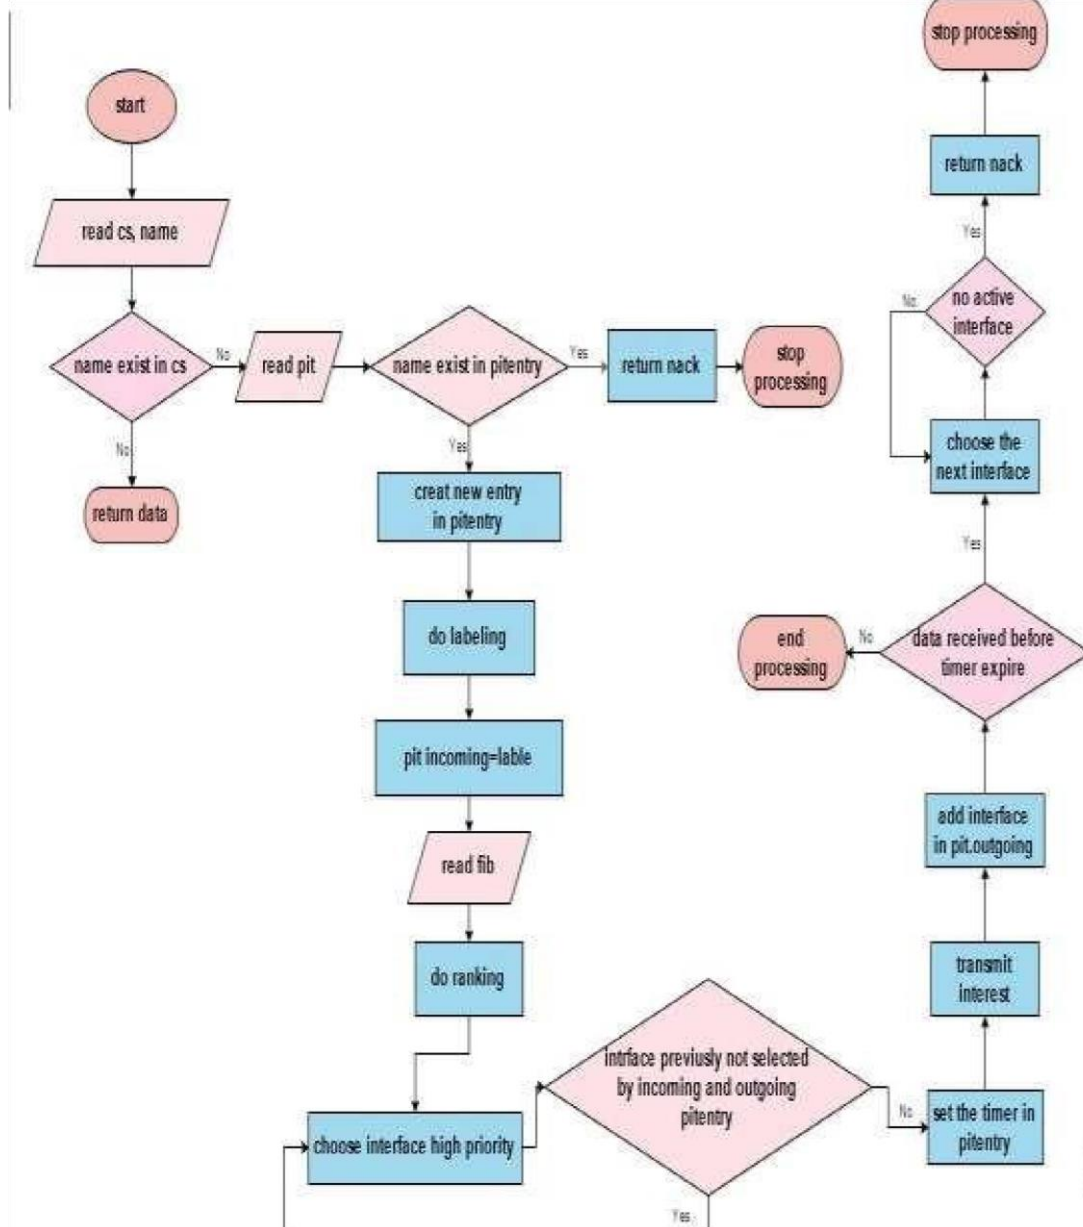 start
read cs, name
name exist in cs
No
No
return data
read pit
name exist in pitentry
Yes
return nack
stop
processing
Yes
creat new entry
in pitentry
do labeling
pit incoming=lable
read fib
do ranking
choose interface high priority
intrface previusly not selected
by incoming and outgoing
pitentry
Yes
No
set the timer in
pitentry
transmit
interest
add interface
in pit.outgoing
data received before
timer expire
No
end
processing
Yes
choose the
next interface
no active
interface
No
Yes
return nack
stop processing